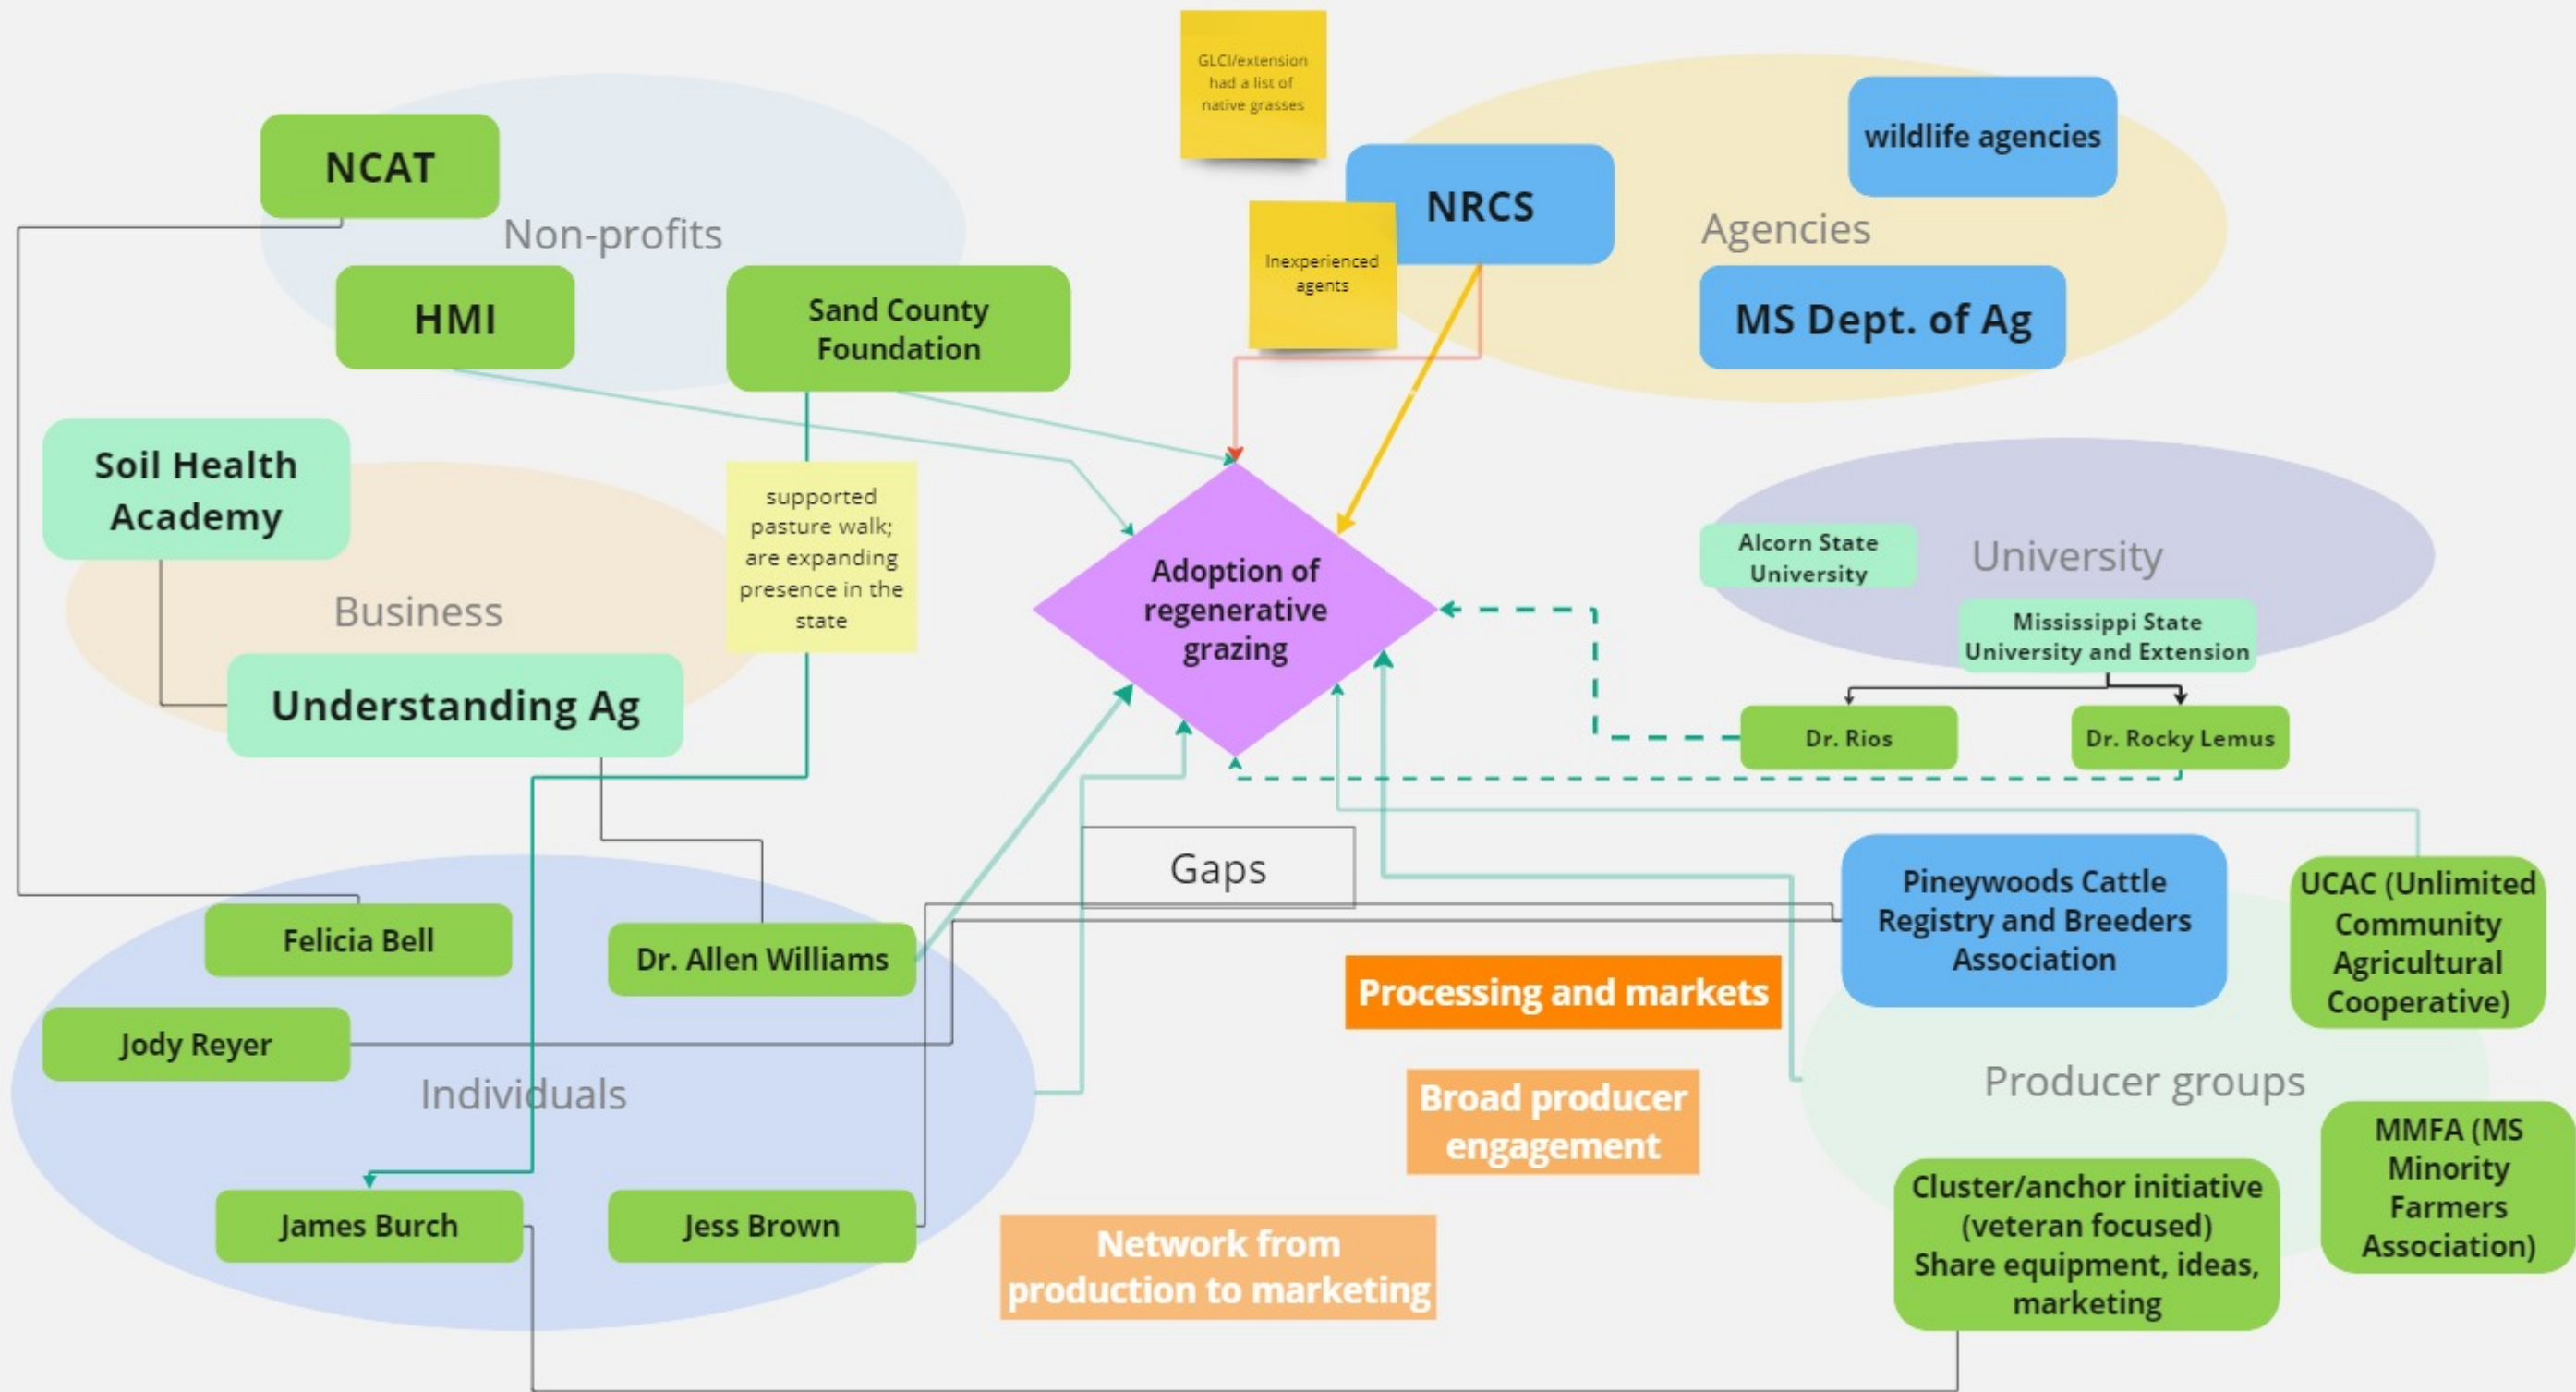 GLCI/extension
had a list of
native grasses
NCAT
Non-profits
HMI
Sand County
Foundation
NRCS
Inexperienced
agents
wildlife agencies
Agencies
MS Dept. of Ag
Soil Health
Academy
Business
Understanding Ag
supported
pasture walk;
are expanding
presence in the
state
Adoption of
regenerative
grazing
Alcorn State
University
University
Mississippi State
University and Extension
Dr. Rios
Dr. Rocky Lemus
Gaps
Felicia Bell
Dr. Allen Williams
Jody Reyer
Individuals
James Burch
Jess Brown
Processing and markets
Broad producer
engagement
Network from
production to marketing
Pineywoods Cattle
Registry and Breeders
Association
UCAC (Unlimited
Community
Agricultural
Cooperative)
Producer groups
MMFA (MS
Minority
Farmers
Association)
Cluster/anchor initiative
(veteran focused)
Share equipment, ideas,
marketing